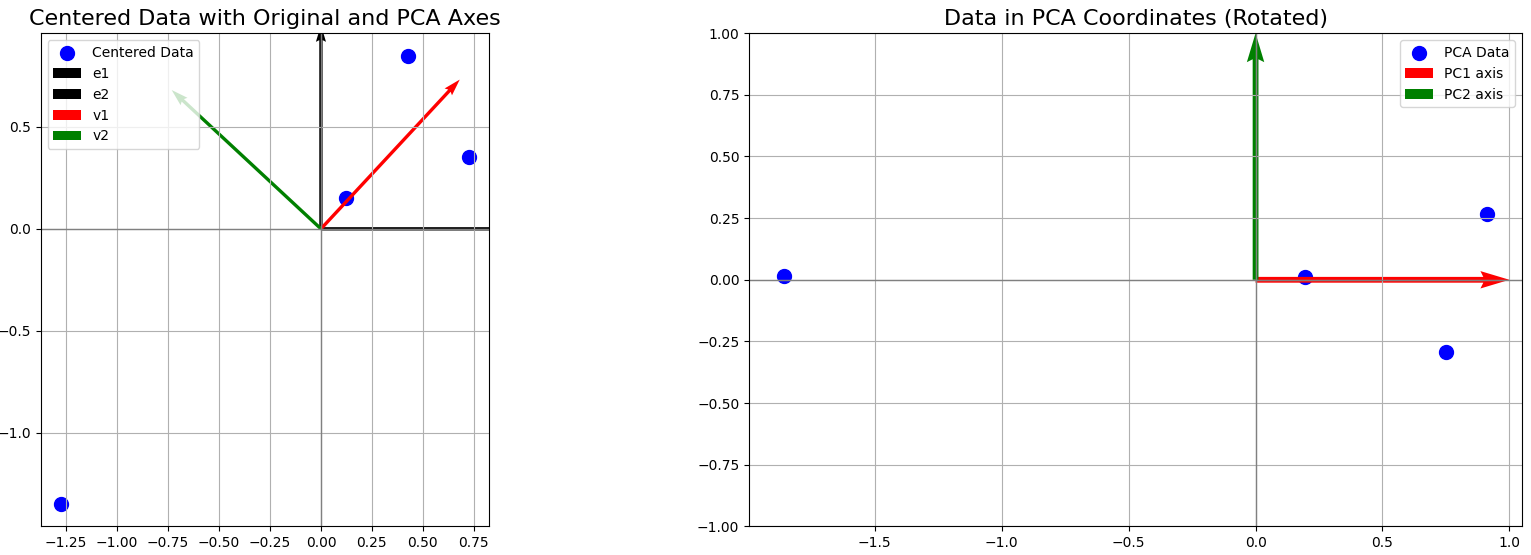 Centered Data with Original and PCA Axes
Centered Data
e1
e2
v1
v2
0.5
0.0
−0.5
−1.0
−1.25 −1.00 −0.75 −0.50 −0.25 0.00 0.25 0.50 0.75
Data in PCA Coordinates (Rotated)
PCA Data
PC1 axis
PC2 axis
1.00
0.75
0.50
0.25
0.00
−0.25
−0.50
−0.75
−1.00
−1.5 −1.0 −0.5 0.0 0.5 1.0